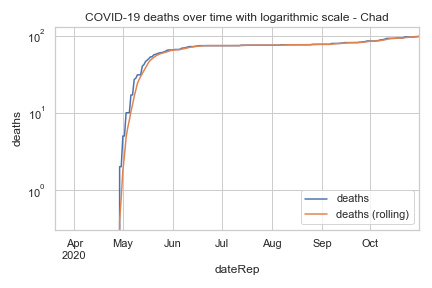 COVID-19 deaths over time with logarithmic scale - Chad
deaths
10²
10¹
10⁰
Apr
2020
May
Jun
Jul
Aug
Sep
Oct
dateRep
deaths
deaths (rolling)